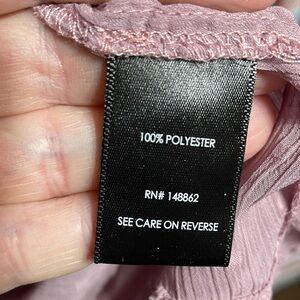 100% POLYESTER
RN# 148862
SEE CARE ON REVERSE